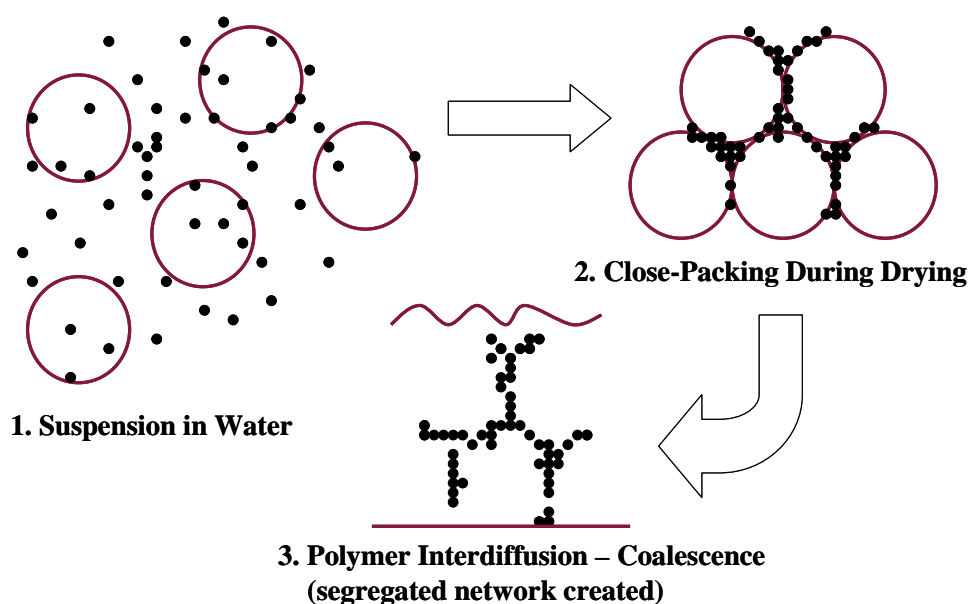 1. Suspension in Water
2. Close-Packing During Drying
3. Polymer Interdiffusion – Coalescence
(segregated network created)